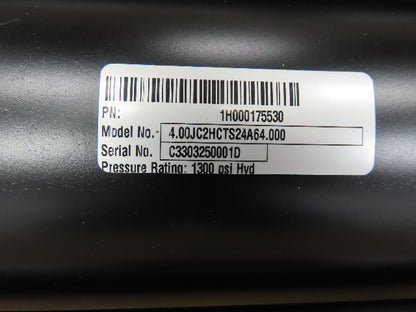 PN: 1H000175530
Model No.- 4.00JC2HCTS24A64.000
Serial No. C3303250001D
Pressure Rating: 1300 psi Hyd